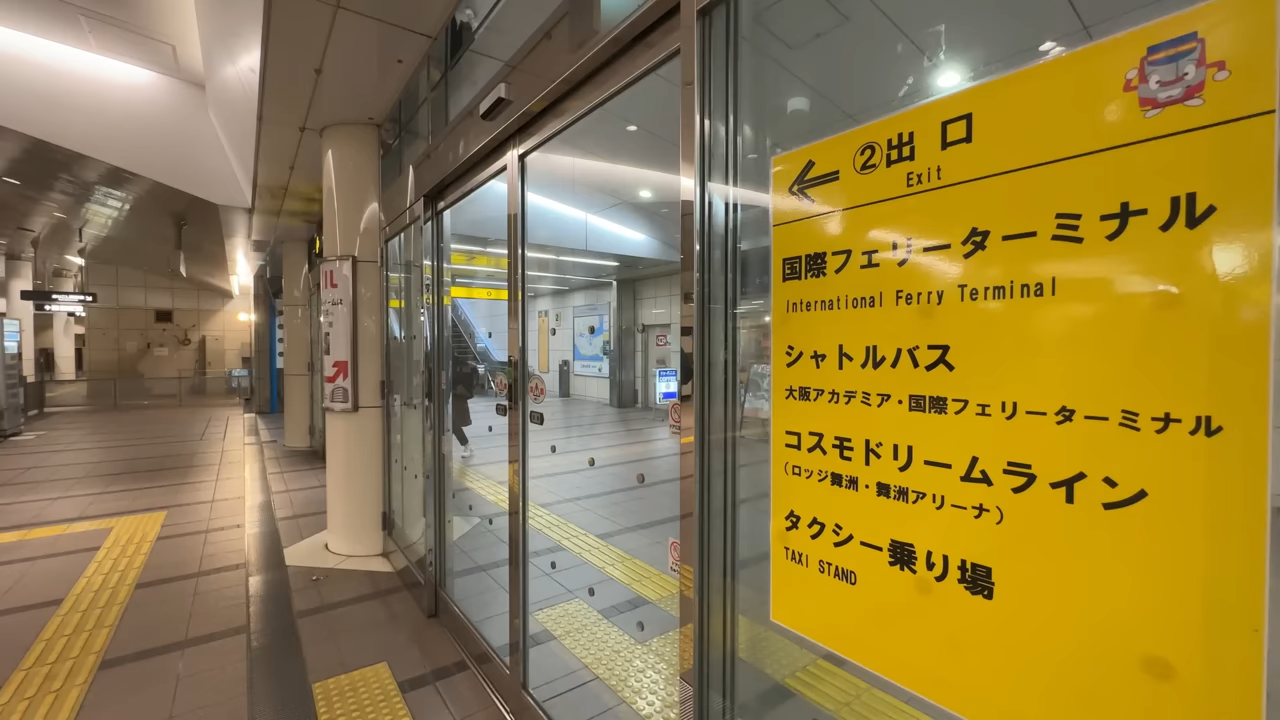 ②出口
Exit
国際フェリーターミナル
International Ferry Terminal
シャトルバス
大阪アカデミア・国際フェリーターミナル
コスモドリームライン
(ロッジ舞洲・舞洲アリーナ)
タクシー乗り場
TAXI STAND